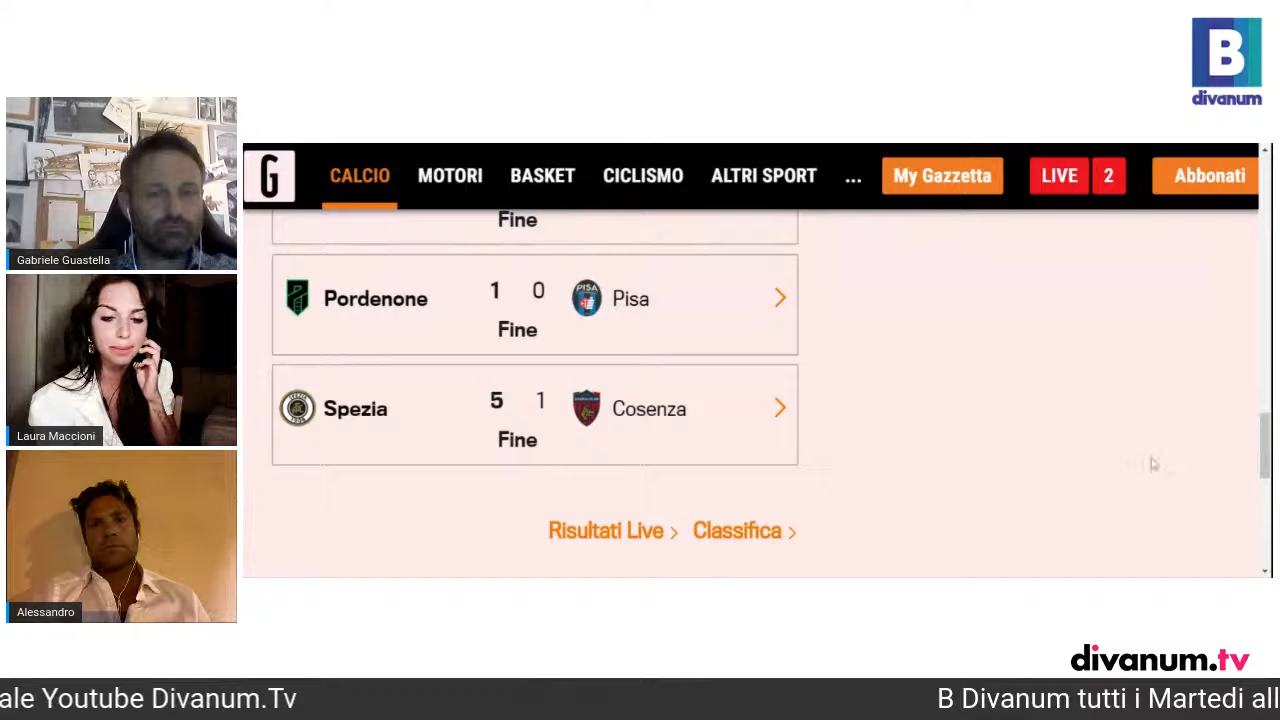 B
divanum
G
CALCIO MOTORI BASKET CICLISMO ALTRI SPORT ... My Gazzetta LIVE 2 Abbonati
Fine
Pordenone 1 0 PISA Pisa
Fine
Spezia 5 1 Cosenza
Fine
Risultati Live > Classifica >
Gabriele Guastella
Laura Maccioni
Alessandro
divanum.tv
ale Youtube Divanum.Tv B Divanum tutti i Martedi all